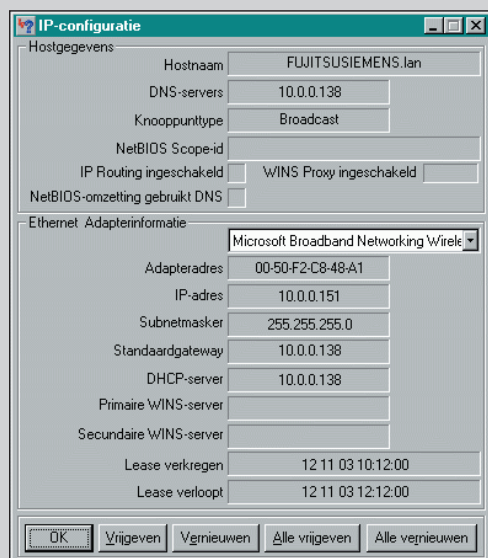 IP-configuratie
Hostgegevens
Hostnaam FUJITSUSIEMENS.lan
DNS-servers 10.0.0.138
Knooppunttype Broadcast
NetBIOS Scope-id
IP Routing ingeschakeld WINS Proxy ingeschakeld
NetBIOS-omzetting gebruikt DNS
Ethernet Adapterinformatie
Microsoft Broadband Networking Wirele
Adapteradres 00-50-F2-C8-48-A1
IP-adres 10.0.0.151
Subnetmasker 255.255.255.0
Standaardgateway 10.0.0.138
DHCP-server 10.0.0.138
Primaire WINS-server
Secundaire WINS-server
Lease verkregen 12 11 03 10:12:00
Lease verloopt 12 11 03 12:12:00
OK Vrijgeven Vernieuwen Alle vrijgeven Alle vernieuwen